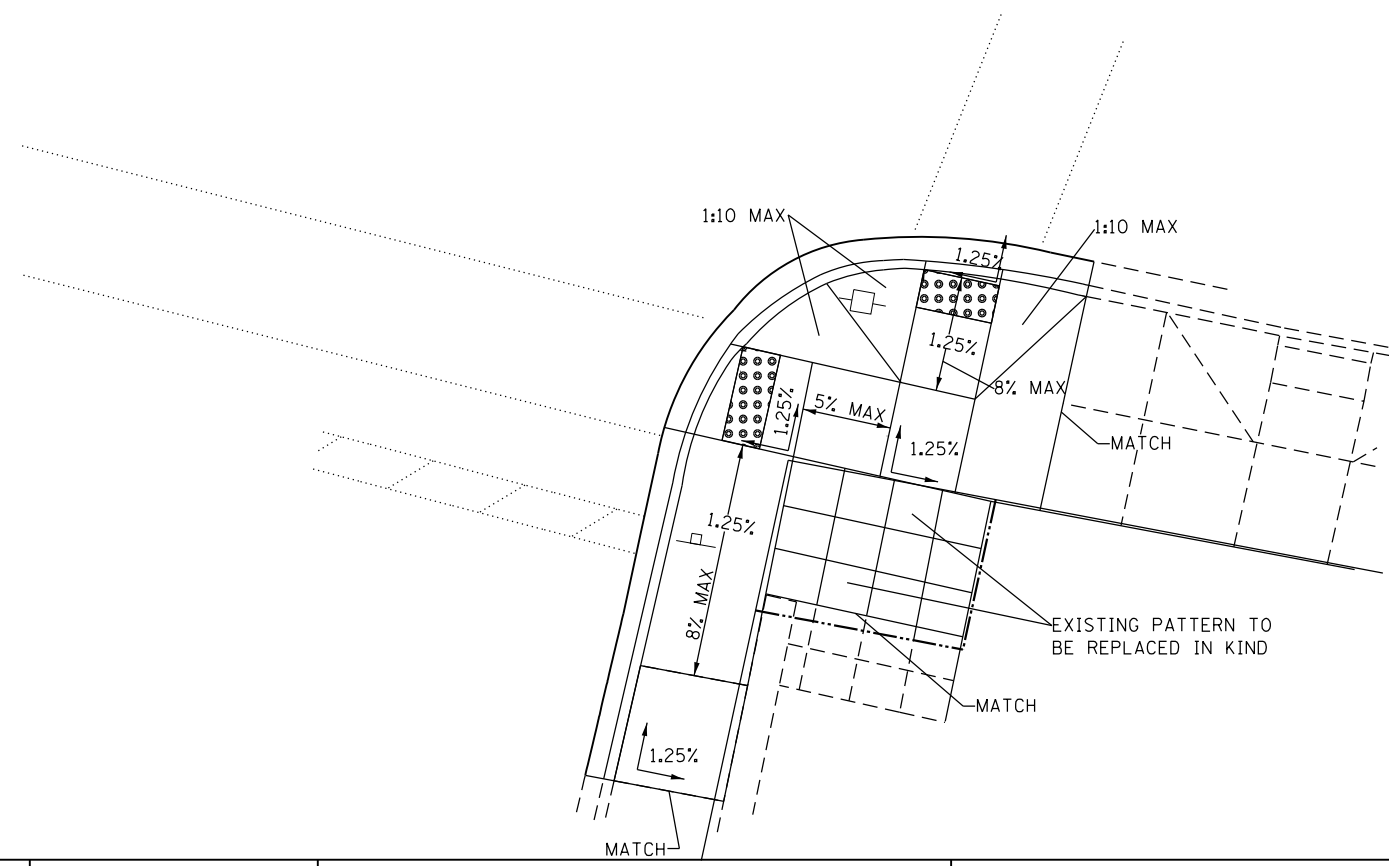 1:10 MAX
1:10 MAX
1.25%
1.25%
8% MAX
1.25%
5% MAX
1.25%
MATCH
1.25%
8% MAX
EXISTING PATTERN TO
BE REPLACED IN KIND
MATCH
1.25%
MATCH